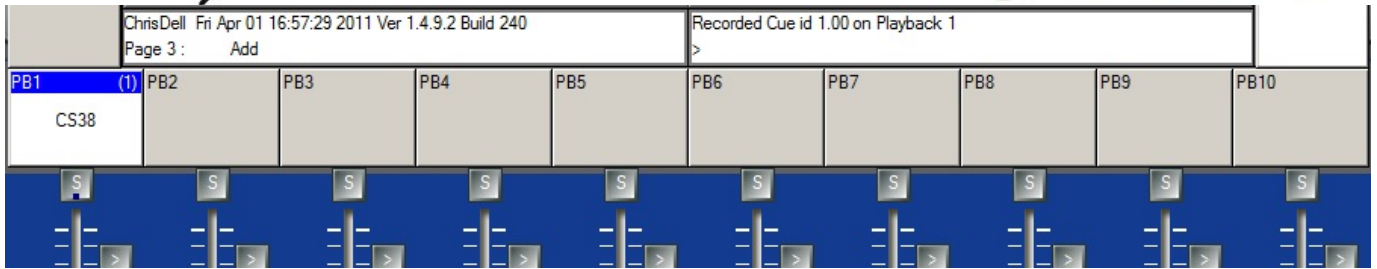 ChrisDell Fri Apr 01 16:57:29 2011 Ver 1.4.9.2 Build 240
Page 3 : Add
Recorded Cue id 1.00 on Playback 1
>
PB1 (1) PB2 PB3 PB4 PB5 PB6 PB7 PB8 PB9 PB10
CS38
S S S S S S S S S S
> > > > > > > > > >